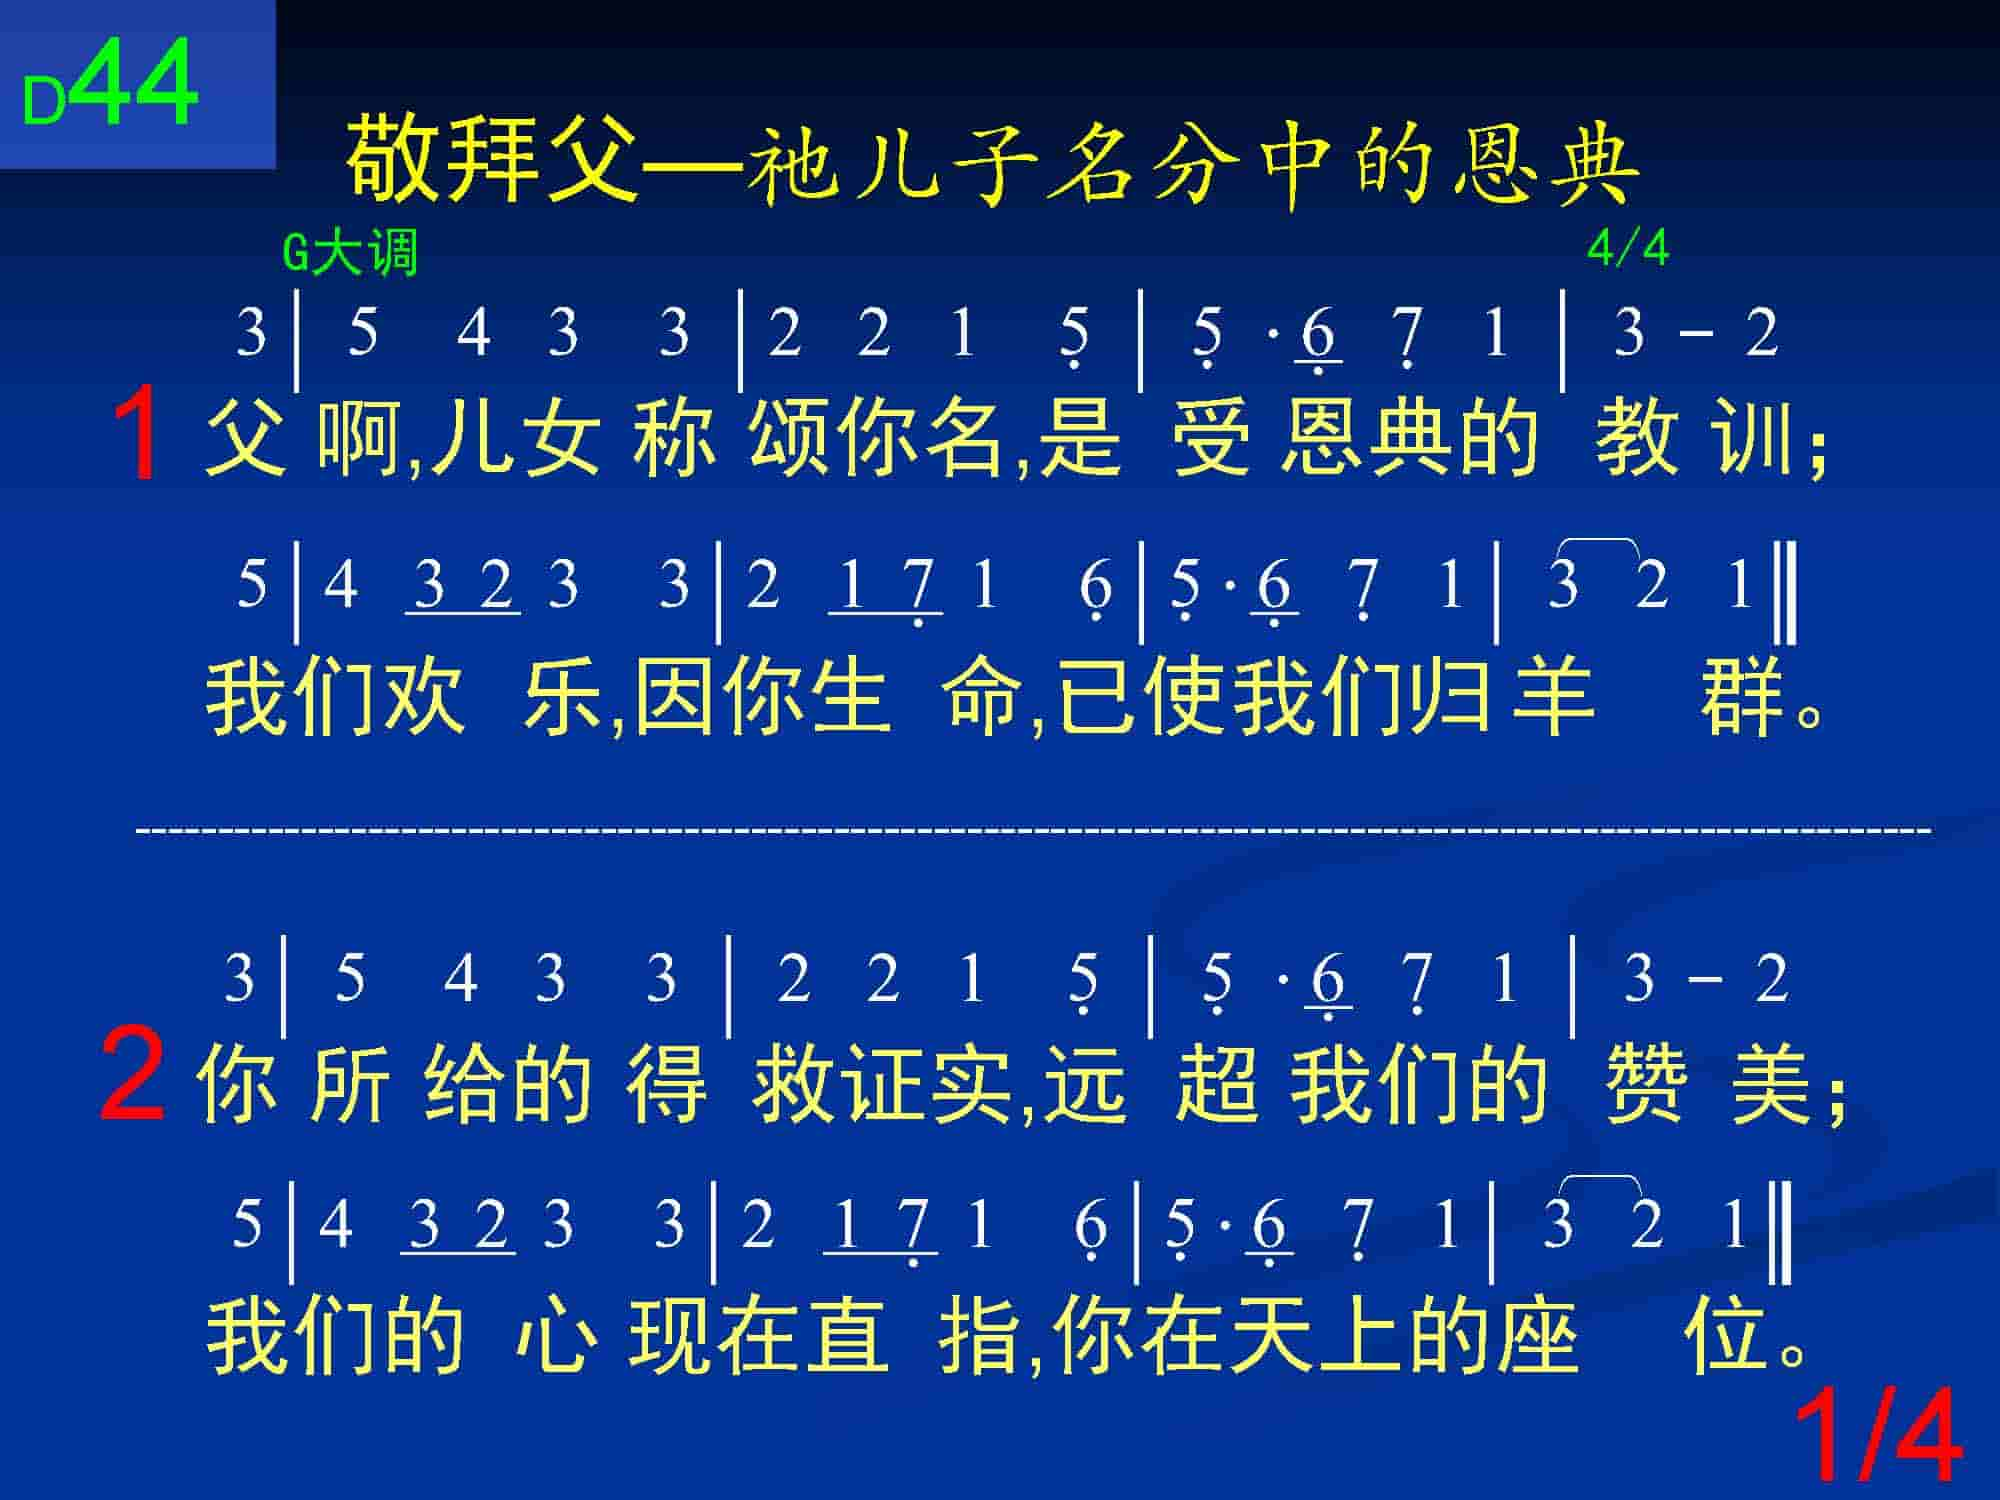 D44
敬拜父—祂儿子名分中的恩典
G大调 4/4
3 | 5 4 3 3 | 2 2 1 5̣ | 5̣ · 6̣ 7̣ 1 | 3 – 2
1 父啊,儿女称颂你名,是受恩典的教训；
5 | 4 3 2 3 3 | 2 1 7̣ 1 6̣ | 5̣ · 6̣ 7̣ 1 | 3 2 1 ‖
我们欢乐,因你生命,已使我们归羊群。
3 | 5 4 3 3 | 2 2 1 5̣ | 5̣ · 6̣ 7̣ 1 | 3 – 2
2 你所给的得救证实,远超我们的赞美；
5 | 4 3 2 3 3 | 2 1 7̣ 1 6̣ | 5̣ · 6̣ 7̣ 1 | 3 2 1 ‖
我们的心现在直指,你在天上的座位。
1/4